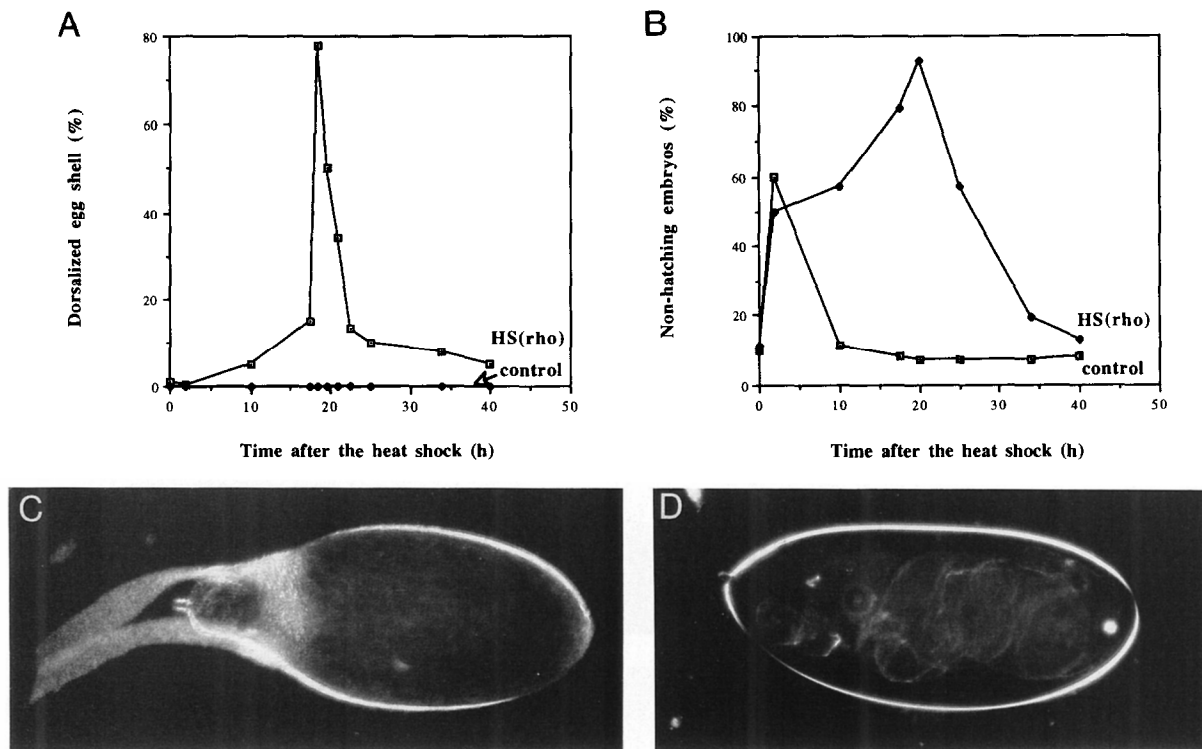 A
B
80
60
40
20
0
Dorsalized egg shell (%)
HS(rho)
control
0 10 20 30 40 50
Time after the heat shock (h)
100
80
60
40
20
0
Non-hatching embryos (%)
HS(rho)
control
0 10 20 30 40 50
Time after the heat shock (h)
C
D